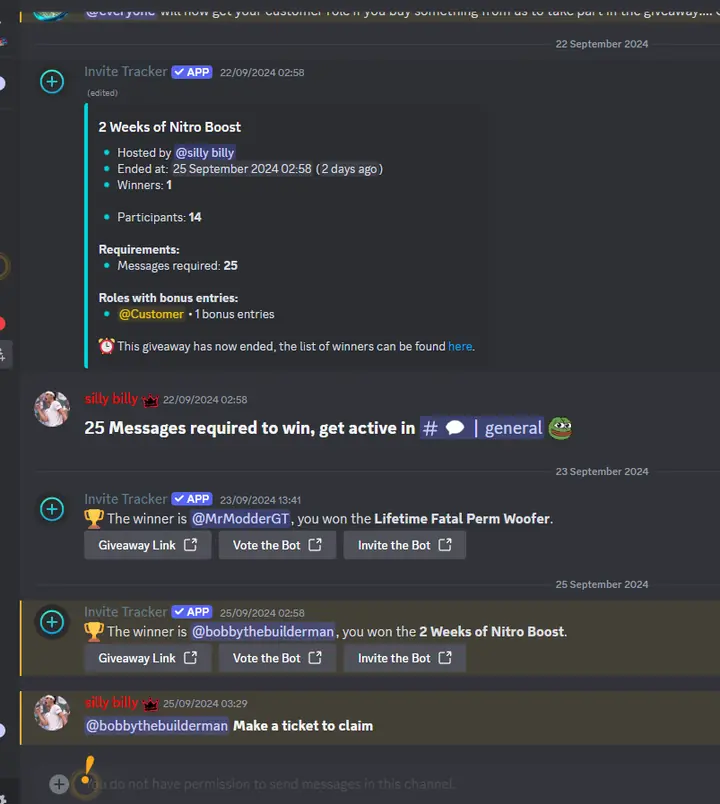 @everyone will now get your Customer role if you buy something from us to take part in the giveaway....
22 September 2024
Invite Tracker ✓ APP 22/09/2024 02:58
(edited)
2 Weeks of Nitro Boost
• Hosted by @silly billy
• Ended at: 25 September 2024 02:58 (2 days ago)
• Winners: 1
• Participants: 14
Requirements:
• Messages required: 25
Roles with bonus entries:
• @Customer • 1 bonus entries
⏰ This giveaway has now ended, the list of winners can be found here.
silly billy 22/09/2024 02:58
25 Messages required to win, get active in # 💬 | general
23 September 2024
Invite Tracker ✓ APP 23/09/2024 13:41
🏆 The winner is @MrModderGT, you won the Lifetime Fatal Perm Woofer.
Giveaway Link Vote the Bot Invite the Bot
25 September 2024
Invite Tracker ✓ APP 25/09/2024 02:58
🏆 The winner is @bobbythebuilderman, you won the 2 Weeks of Nitro Boost.
Giveaway Link Vote the Bot Invite the Bot
silly billy 25/09/2024 03:29
@bobbythebuilderman Make a ticket to claim
You do not have permission to send messages in this channel.